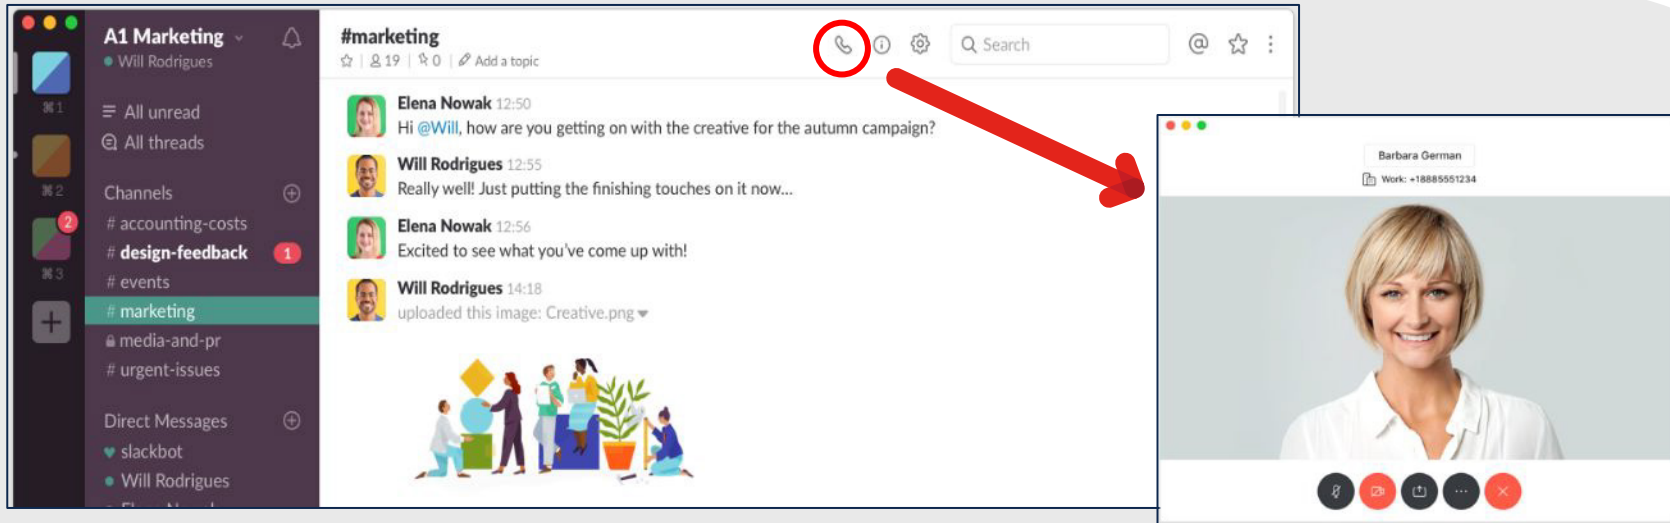 A1 Marketing
Will Rodrigues
⌘1
All unread
All threads
⌘2
Channels
# accounting-costs
2
# design-feedback 1
⌘3
# events
# marketing
media-and-pr
# urgent-issues
Direct Messages
slackbot
Will Rodrigues
#marketing
19 | 0 | Add a topic
Search
Elena Nowak 12:50
Hi @Will, how are you getting on with the creative for the autumn campaign?
Will Rodrigues 12:55
Really well! Just putting the finishing touches on it now...
Elena Nowak 12:56
Excited to see what you've come up with!
Will Rodrigues 14:18
uploaded this image: Creative.png
Barbara German
Work: +18885551234